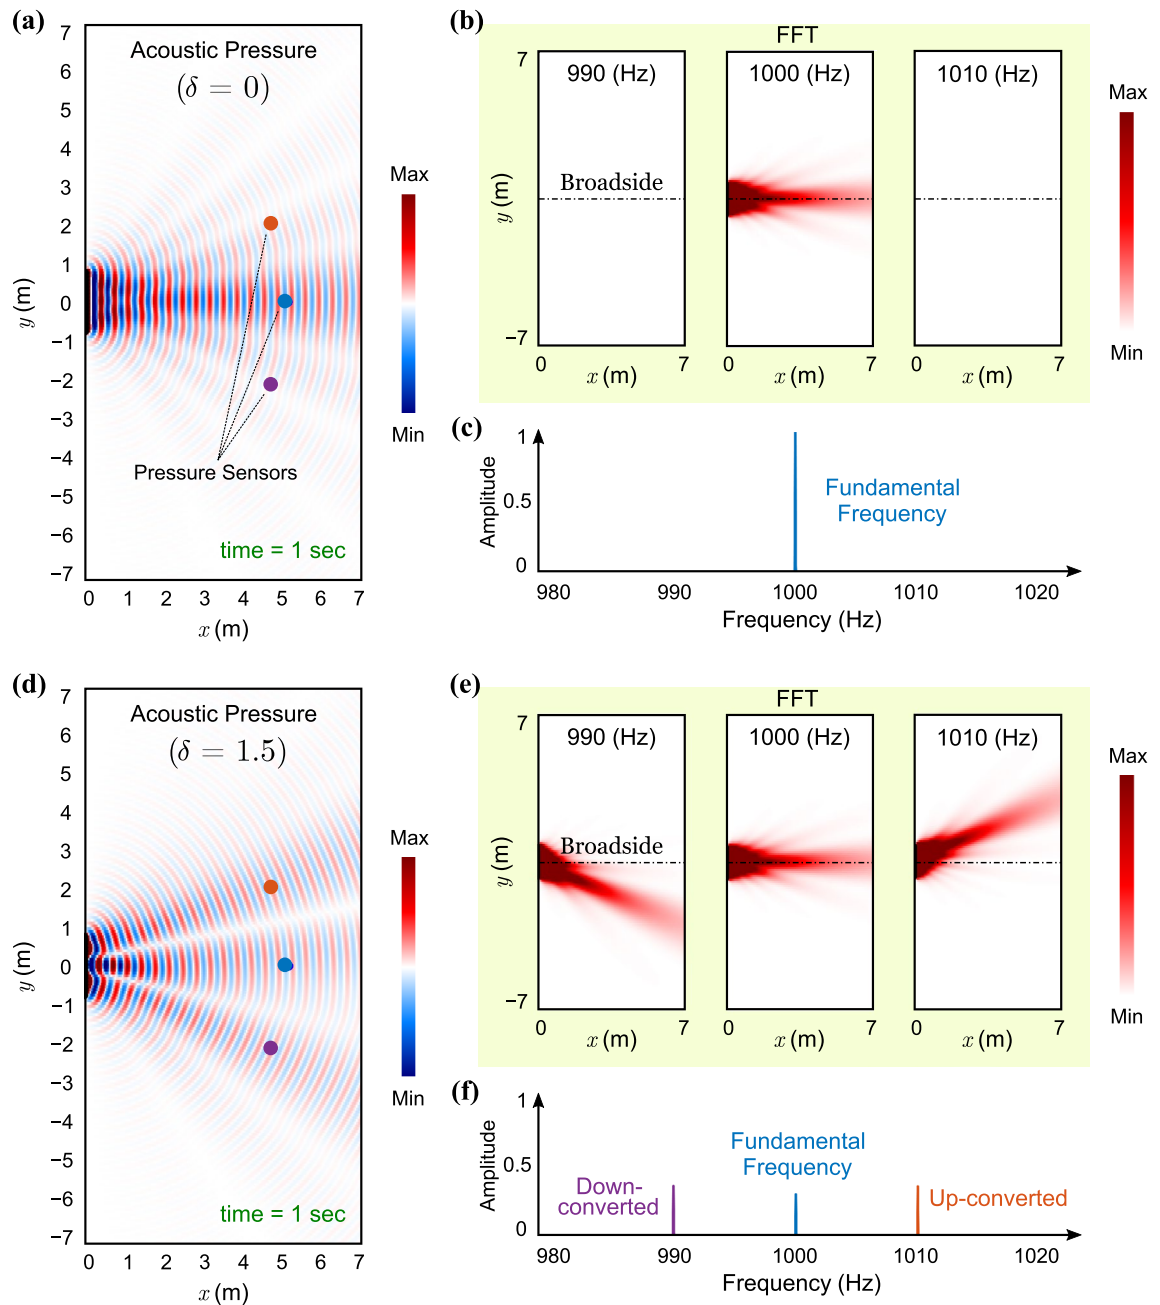 (a)
7
6
5
4
3
2
1
0
−1
−2
−3
−4
−5
−6
−7
y (m)
Acoustic Pressure
(δ = 0)
Pressure Sensors
time = 1 sec
0 1 2 3 4 5 6 7
x (m)
Max
Min
(b)
FFT
7
y (m)
−7
990 (Hz)
Broadside
0 7
x (m)
1000 (Hz)
0 7
x (m)
1010 (Hz)
0 7
x (m)
Max
Min
(c)
1
0.5
0
Amplitude
Fundamental
Frequency
980 990 1000 1010 1020
Frequency (Hz)
(d)
7
6
5
4
3
2
1
0
−1
−2
−3
−4
−5
−6
−7
y (m)
Acoustic Pressure
(δ = 1.5)
time = 1 sec
0 1 2 3 4 5 6 7
x (m)
Max
Min
(e)
FFT
7
y (m)
−7
990 (Hz)
Broadside
0 7
x (m)
1000 (Hz)
0 7
x (m)
1010 (Hz)
0 7
x (m)
Max
Min
(f)
1
0.5
0
Amplitude
Down-
converted
Fundamental
Frequency
Up-converted
980 990 1000 1010 1020
Frequency (Hz)